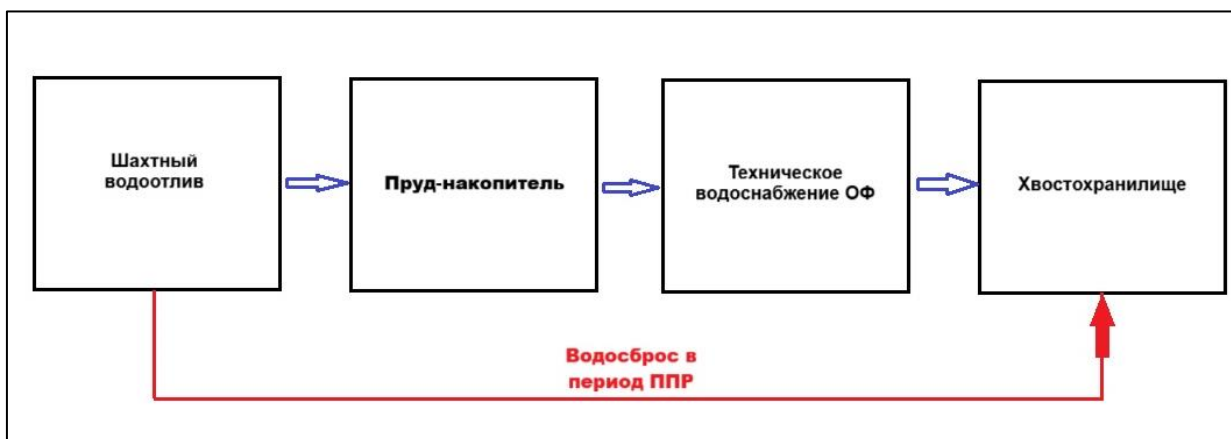 Шахтный
водоотлив
Пруд-накопитель
Техническое
водоснабжение ОФ
Хвостохранилище
Водосброс в
период ППР